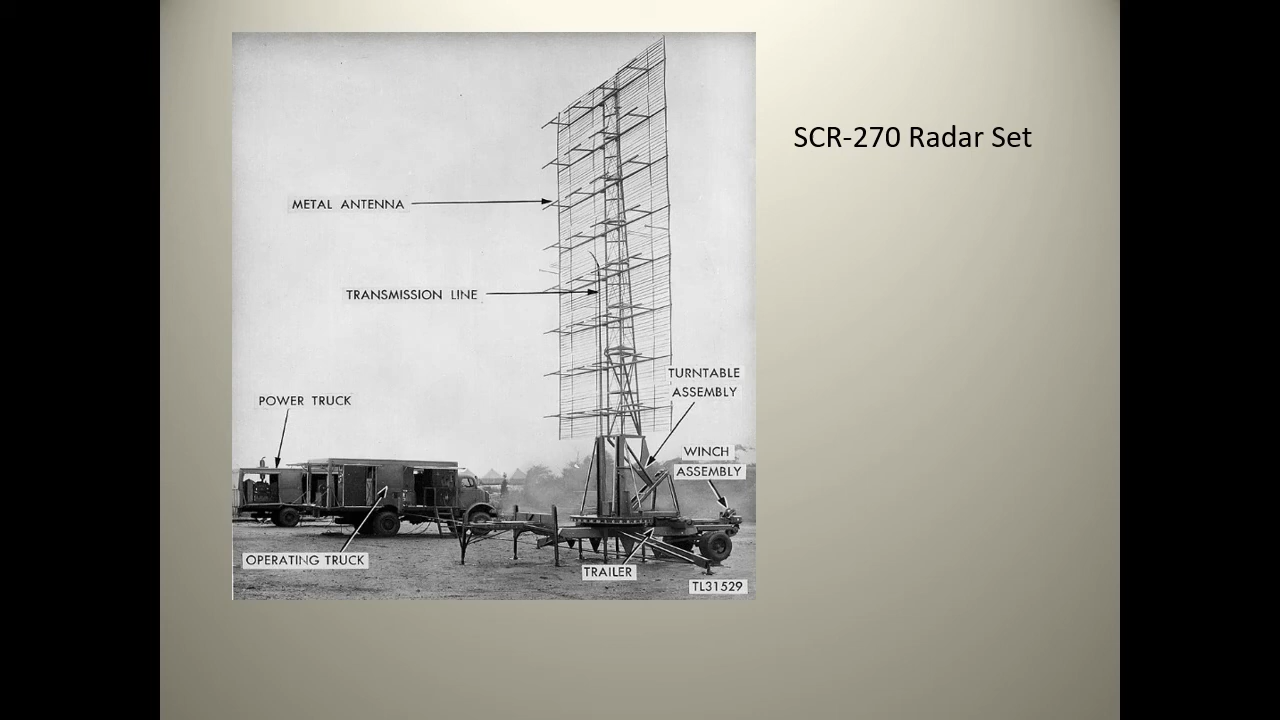 SCR-270 Radar Set
METAL ANTENNA
TRANSMISSION LINE
TURNTABLE
ASSEMBLY
POWER TRUCK
WINCH
ASSEMBLY
OPERATING TRUCK
TRAILER
TL31529